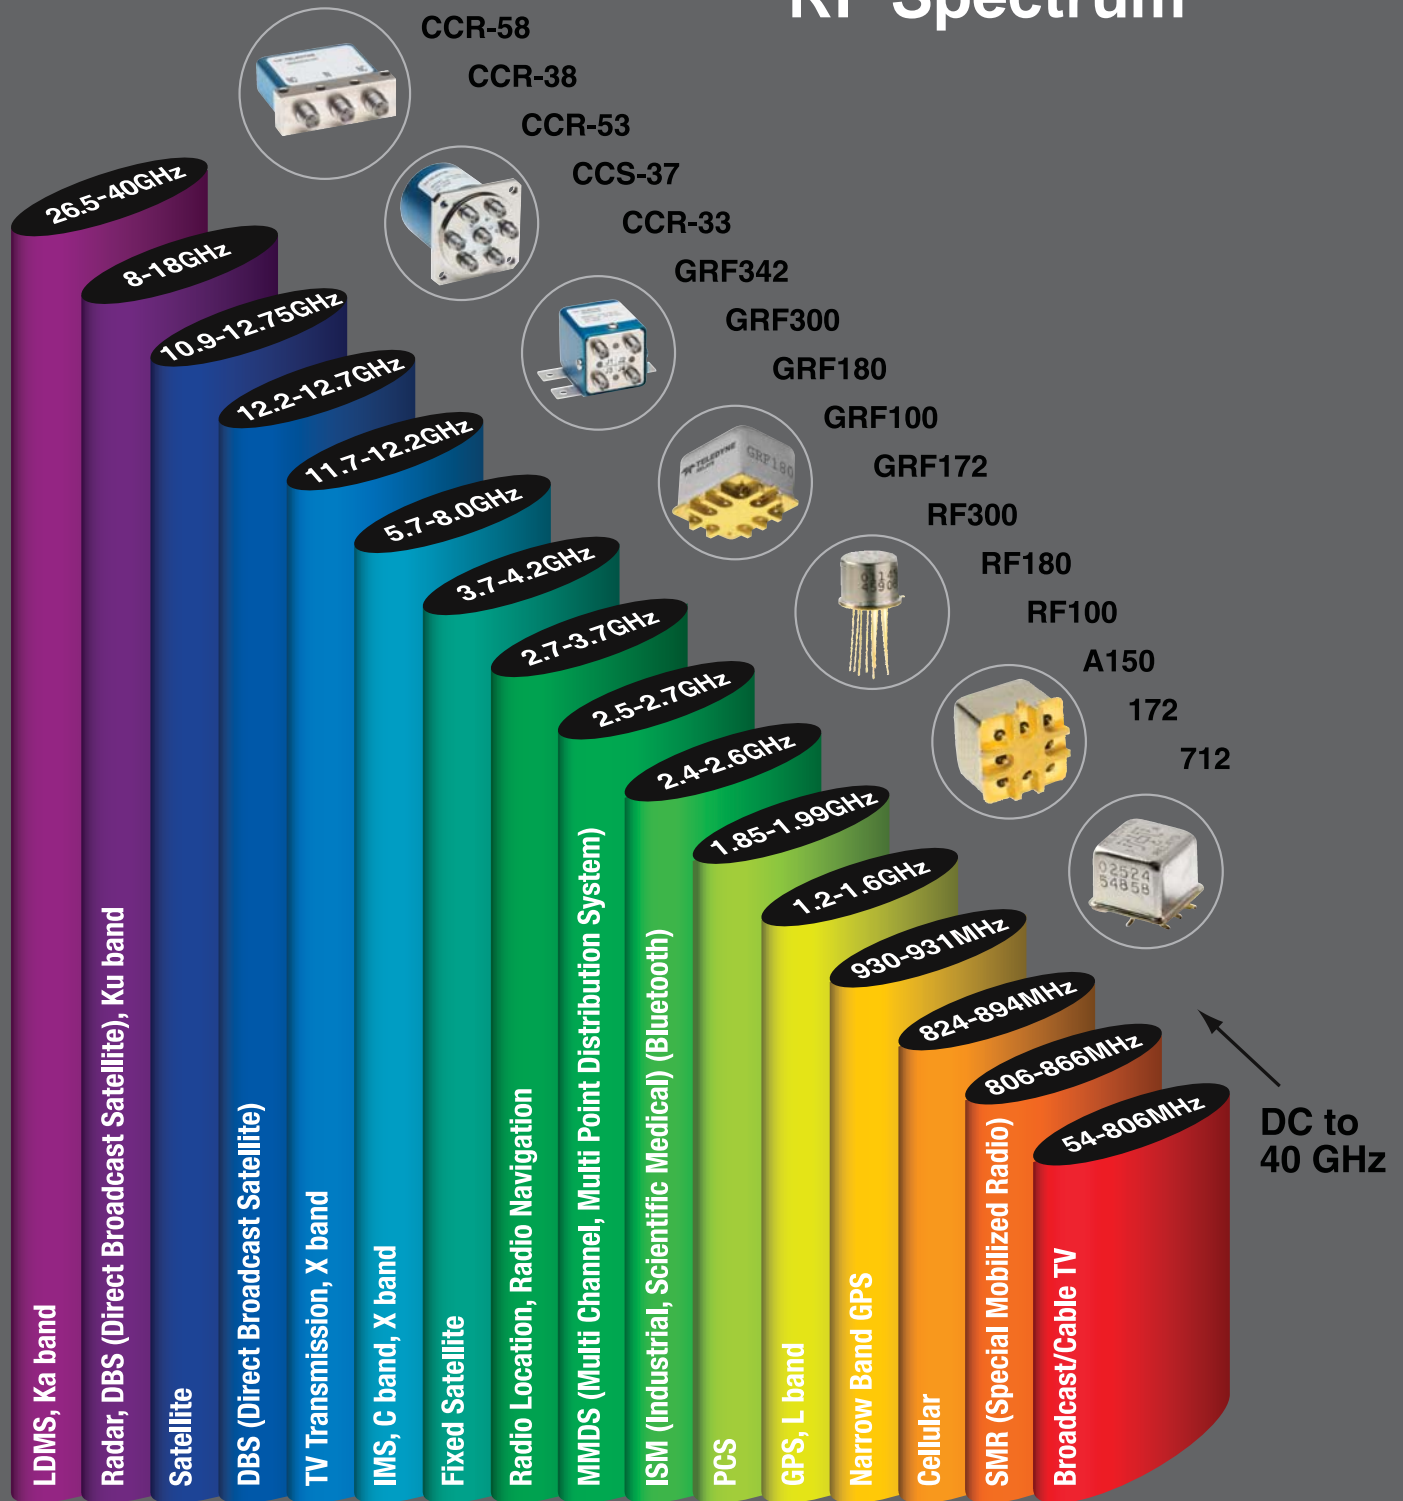 RF Spectrum
CCR-58
CCR-38
CCR-53
CCS-37
CCR-33
GRF342
GRF300
GRF180
GRF100
GRF172
RF300
RF180
RF100
A150
172
712
TELEDYNE
GRF180
02524
54858
26.5-40GHz
8-18GHz
10.9-12.75GHz
12.2-12.7GHz
11.7-12.2GHz
5.7-8.0GHz
3.7-4.2GHz
2.7-3.7GHz
2.5-2.7GHz
2.4-2.6GHz
1.85-1.99GHz
1.2-1.6GHz
930-931MHz
824-894MHz
806-866MHz
54-806MHz
DC to
40 GHz
LDMS, Ka band
Radar, DBS (Direct Broadcast Satellite), Ku band
Satellite
DBS (Direct Broadcast Satellite)
TV Transmission, X band
IMS, C band, X band
Fixed Satellite
Radio Location, Radio Navigation
MMDS (Multi Channel, Multi Point Distribution System)
ISM (Industrial, Scientific Medical) (Bluetooth)
PCS
GPS, L band
Narrow Band GPS
Cellular
SMR (Special Mobilized Radio)
Broadcast/Cable TV